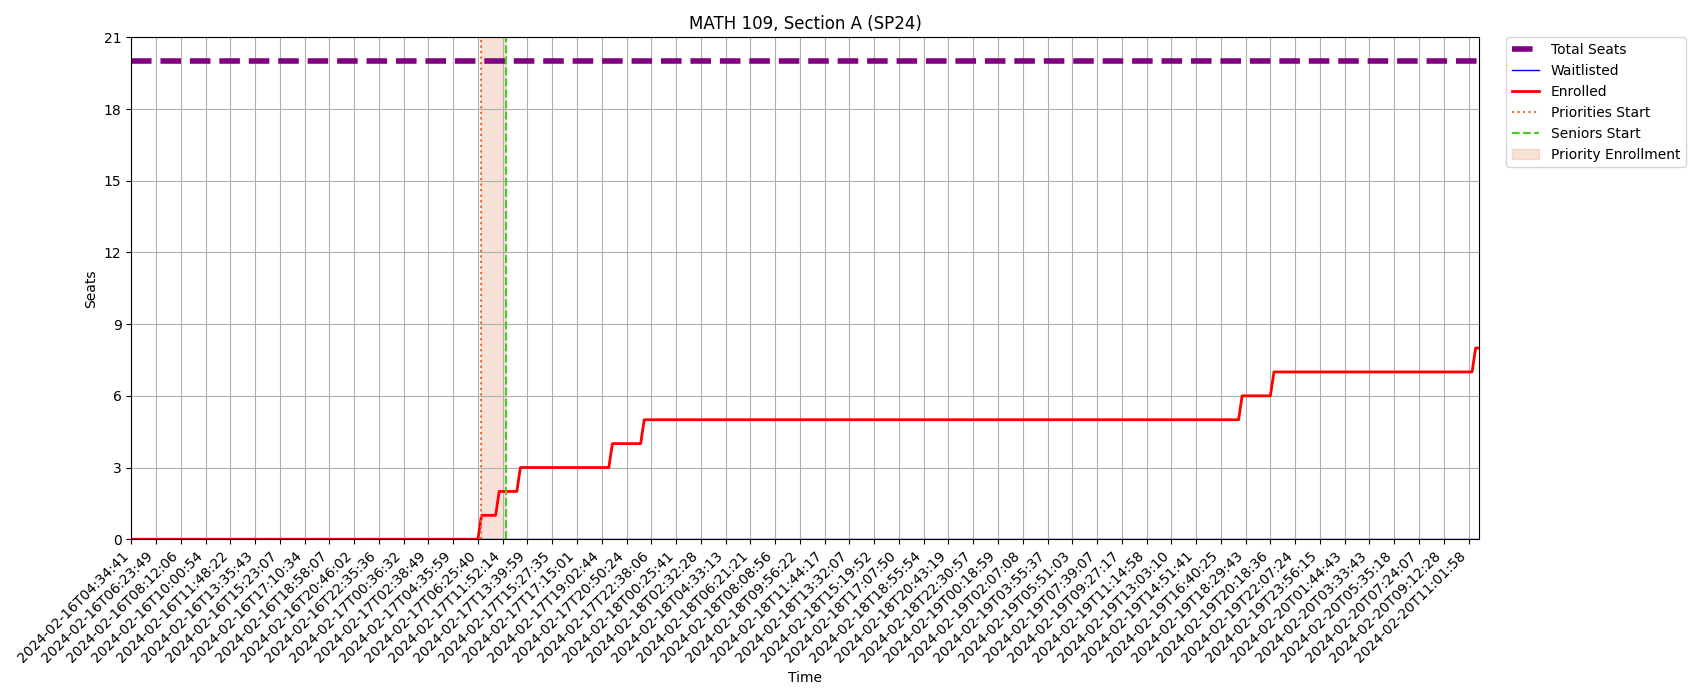 MATH 109, Section A (SP24)
21
18
15
12
9
6
3
0
Seats
Total Seats
Waitlisted
Enrolled
Priorities Start
Seniors Start
Priority Enrollment
2024-02-16T04:34:41
2024-02-16T06:23:49
2024-02-16T08:12:06
2024-02-16T10:00:54
2024-02-16T11:48:22
2024-02-16T13:35:43
2024-02-16T15:23:07
2024-02-16T17:10:34
2024-02-16T18:58:07
2024-02-16T20:46:02
2024-02-16T22:35:36
2024-02-17T00:36:32
2024-02-17T02:38:49
2024-02-17T04:35:59
2024-02-17T06:25:40
2024-02-17T11:52:14
2024-02-17T13:39:59
2024-02-17T15:27:35
2024-02-17T17:15:01
2024-02-17T19:02:44
2024-02-17T20:50:24
2024-02-17T22:38:06
2024-02-18T00:25:41
2024-02-18T02:32:28
2024-02-18T04:33:13
2024-02-18T06:21:21
2024-02-18T08:08:56
2024-02-18T09:56:22
2024-02-18T11:44:17
2024-02-18T13:32:07
2024-02-18T15:19:52
2024-02-18T17:07:50
2024-02-18T18:55:54
2024-02-18T20:43:19
2024-02-18T22:30:57
2024-02-19T00:18:59
2024-02-19T02:07:08
2024-02-19T03:55:37
2024-02-19T05:51:03
2024-02-19T07:39:07
2024-02-19T09:27:17
2024-02-19T11:14:58
2024-02-19T13:03:10
2024-02-19T14:51:41
2024-02-19T16:40:25
2024-02-19T18:29:43
2024-02-19T20:18:36
2024-02-19T22:07:24
2024-02-19T23:56:15
2024-02-20T01:44:43
2024-02-20T03:33:43
2024-02-20T05:35:18
2024-02-20T07:24:07
2024-02-20T09:12:28
2024-02-20T11:01:58
Time